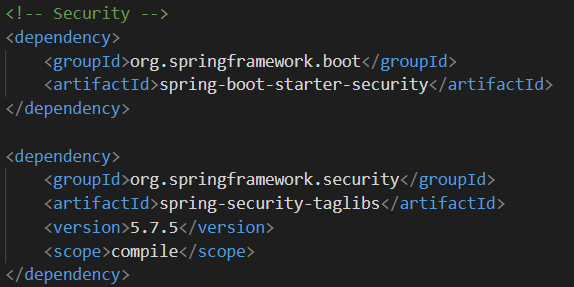 <!-- Security -->
<dependency>
    <groupId>org.springframework.boot</groupId>
    <artifactId>spring-boot-starter-security</artifactId>
</dependency>

<dependency>
    <groupId>org.springframework.security</groupId>
    <artifactId>spring-security-taglibs</artifactId>
    <version>5.7.5</version>
    <scope>compile</scope>
</dependency>